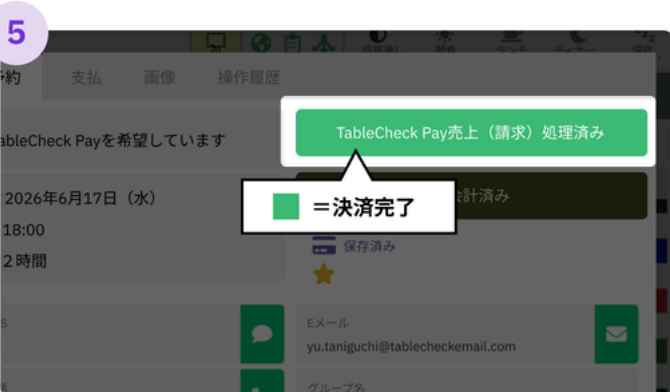 5
支払
画像
操作履歴
ableCheck Payを希望しています
TableCheck Pay売上（請求）処理済み
2026年6月17日（水）
会計済み
18:00
＝決済完了
2時間
保存済み
Eメール
yu.taniguchi@tablecheckemail.com
グループ名